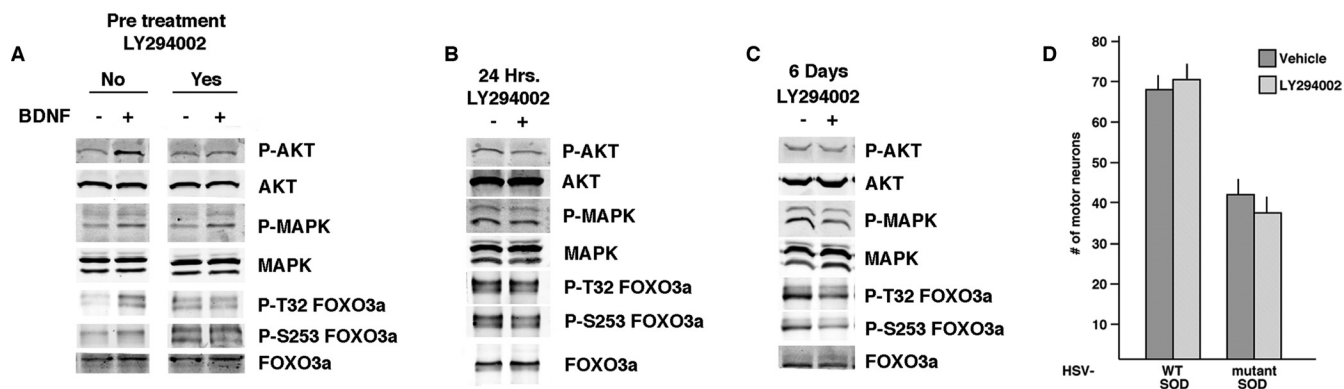 A
Pre treatment
LY294002
No Yes
BDNF - + - +
P-AKT
AKT
P-MAPK
MAPK
P-T32 FOXO3a
P-S253 FOXO3a
FOXO3a
B
24 Hrs.
LY294002
- +
P-AKT
AKT
P-MAPK
MAPK
P-T32 FOXO3a
P-S253 FOXO3a
FOXO3a
C
6 Days
LY294002
- +
P-AKT
AKT
P-MAPK
MAPK
P-T32 FOXO3a
P-S253 FOXO3a
FOXO3a
D
Vehicle
LY294002
# of motor neurons
80
70
60
50
40
30
20
10
HSV- WT mutant
SOD SOD